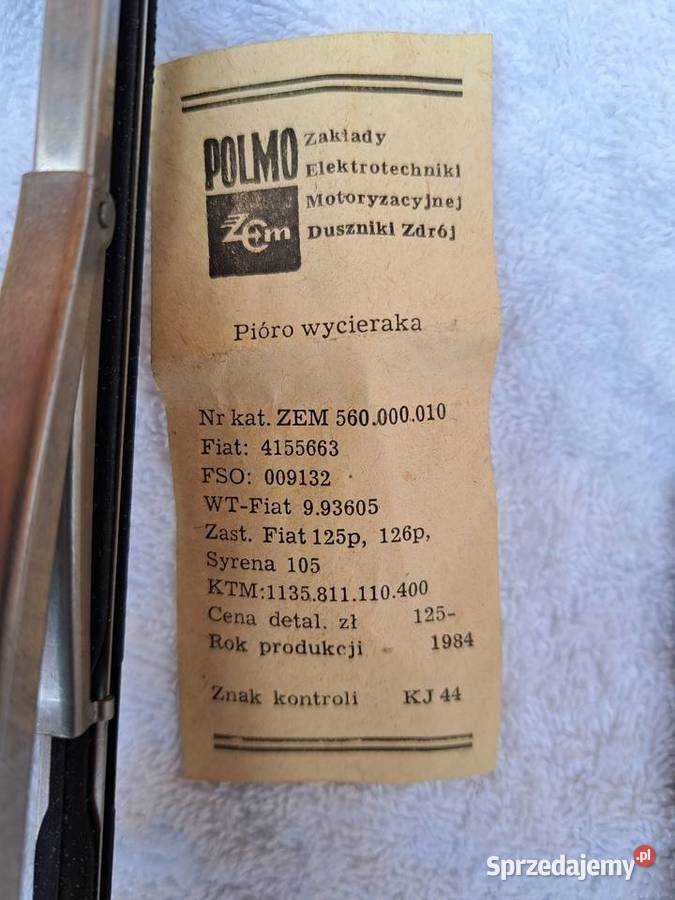 POLMO Zakłady
Elektrotechniki
ZEm Motoryzacyjnej
Duszniki Zdrój
Pióro wycieraka
Nr kat. ZEM 560.000.010
Fiat: 4155663
FSO: 009132
WT-Fiat 9.93605
Zast. Fiat 125p, 126p,
Syrena 105
KTM:1135.811.110.400
Cena detal. zł 125-
Rok produkcji 1984
Znak kontroli KJ 44
Sprzedajemy.pl